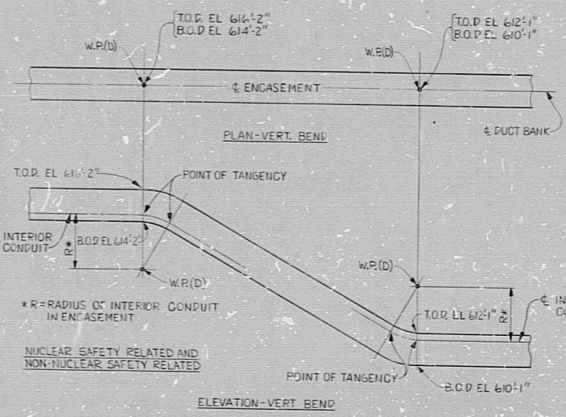 T.O.D. EL 616'-2"
B.O.D EL 614'-2"
W.P.(D)
T.O.D EL 612'-1"
B.O.D. EL 610'-1"
W.P.(D)
℄ ENCASEMENT
℄ DUCT BANK
PLAN-VERT. BEND
T.O.D. EL 616'-2"
POINT OF TANGENCY
INTERIOR
CONDUIT
R*
B.O.D EL 614'-2"
W.P.(D)
W.P.(D)
* R=RADIUS OF INTERIOR CONDUIT
IN ENCASEMENT
T.O.D. EL 612'-1"
R*
℄ IN
NUCLEAR SAFETY RELATED AND
NON-NUCLEAR SAFETY RELATED
POINT OF TANGENCY
B.O.D EL 610'-1"
ELEVATION-VERT BEND